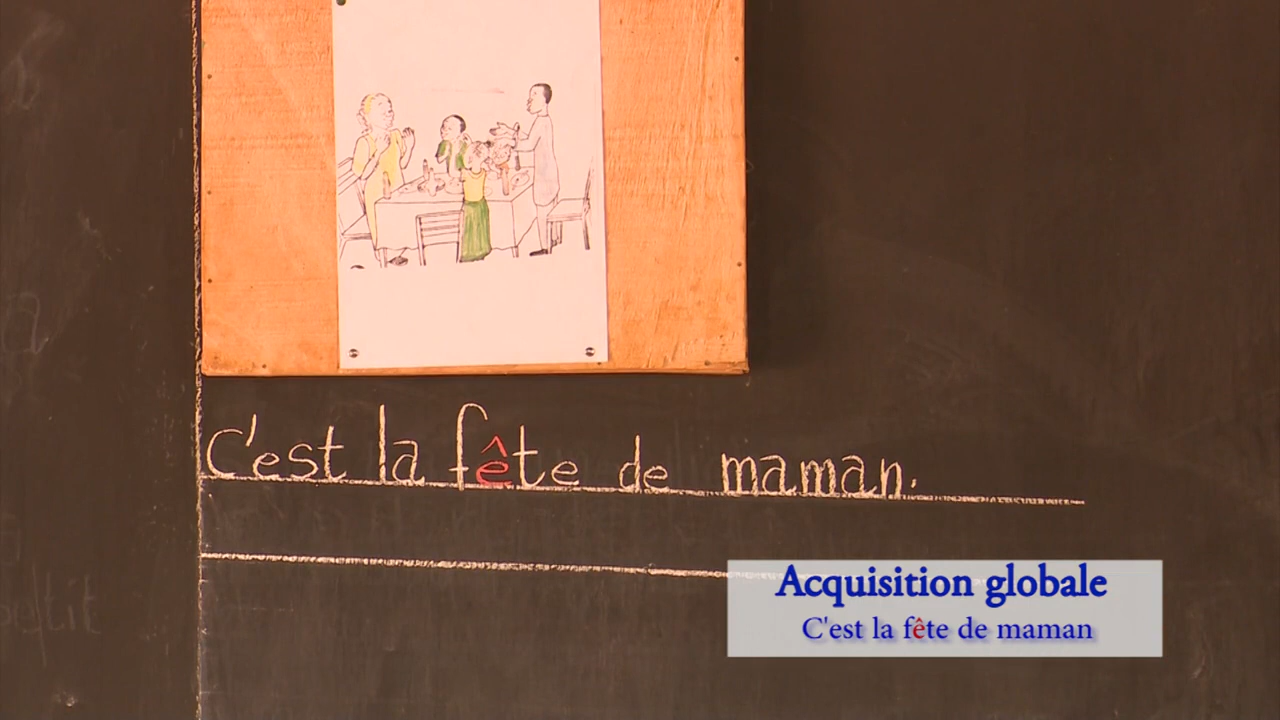 C'est la fête de maman.
Acquisition globale
C'est la fête de maman